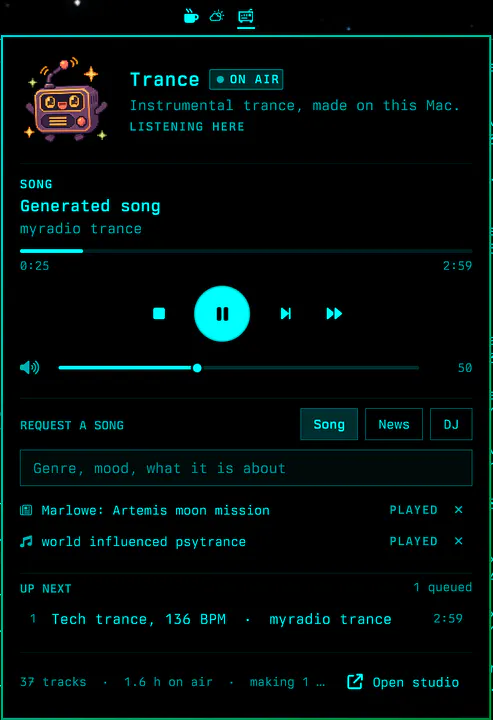 Trance ON AIR
Instrumental trance, made on this Mac.
LISTENING HERE
SONG
Generated song
myradio trance
0:25 2:59
50
REQUEST A SONG Song News DJ
Genre, mood, what it is about
Marlowe: Artemis moon mission PLAYED ×
world influenced psytrance PLAYED ×
UP NEXT 1 queued
1 Tech trance, 136 BPM · myradio trance 2:59
37 tracks · 1.6 h on air · making 1 … Open studio